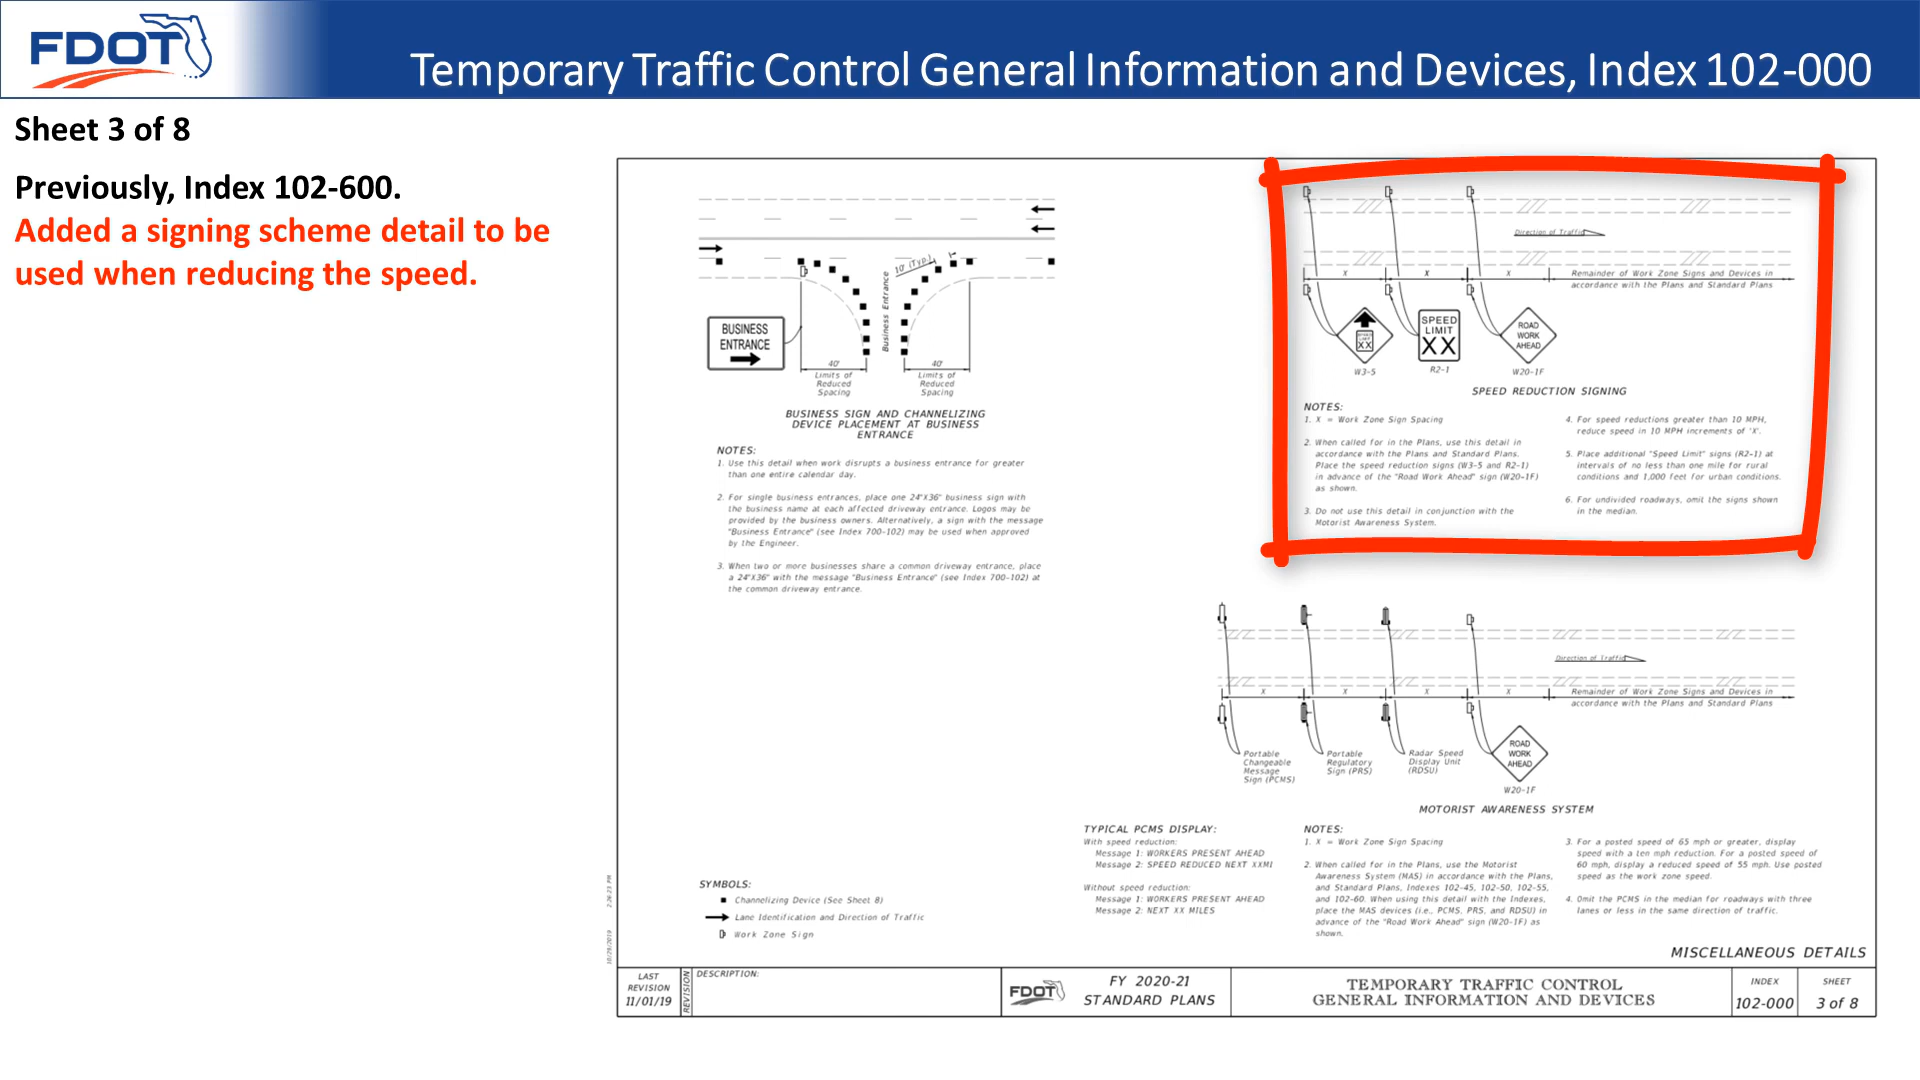 FDOT
Temporary Traffic Control General Information and Devices, Index 102-000
Sheet 3 of 8
Previously, Index 102-600.
Added a signing scheme detail to be
used when reducing the speed.
10' (Typ.)
Business Entrance
BUSINESS
ENTRANCE
40'
Limits of
Reduced
Spacing
40'
Limits of
Reduced
Spacing
BUSINESS SIGN AND CHANNELIZING
DEVICE PLACEMENT AT BUSINESS
ENTRANCE
NOTES:
1. Use this detail when work disrupts a business entrance for greater
than one entire calendar day.
2. For single business entrances, place one 24"X36" business sign with
the business name at each affected driveway entrance. Logos may be
provided by the business owners. Alternatively, a sign with the message
"Business Entrance" (see Index 700-102) may be used when approved
by the Engineer.
3. When two or more businesses share a common driveway entrance, place
a 24"X36" with the message "Business Entrance" (see Index 700-102) at
the common driveway entrance.
Direction of Traffic
X X X
Remainder of Work Zone Signs and Devices in
accordance with the Plans and Standard Plans
XX
W3-5
SPEED
LIMIT
XX
R2-1
ROAD
WORK
AHEAD
W20-1F
SPEED REDUCTION SIGNING
NOTES:
1. X = Work Zone Sign Spacing
2. When called for in the Plans, use this detail in
accordance with the Plans and Standard Plans.
Place the speed reduction signs (W3-5 and R2-1)
in advance of the "Road Work Ahead" sign (W20-1F)
as shown.
3. Do not use this detail in conjunction with the
Motorist Awareness System.
4. For speed reductions greater than 10 MPH,
reduce speed in 10 MPH increments of 'X'.
5. Place additional "Speed Limit" signs (R2-1) at
intervals of no less than one mile for rural
conditions and 1,000 feet for urban conditions.
6. For undivided roadways, omit the signs shown
in the median.
Direction of Traffic
X X X X
Remainder of Work Zone Signs and Devices in
accordance with the Plans and Standard Plans
Portable
Changeable
Message
Sign (PCMS)
Portable
Regulatory
Sign (PRS)
Radar Speed
Display Unit
(RDSU)
ROAD
WORK
AHEAD
W20-1F
MOTORIST AWARENESS SYSTEM
TYPICAL PCMS DISPLAY:
With speed reduction:
Message 1: WORKERS PRESENT AHEAD
Message 2: SPEED REDUCED NEXT XXMI
Without speed reduction:
Message 1: WORKERS PRESENT AHEAD
Message 2: NEXT XX MILES
NOTES:
1. X = Work Zone Sign Spacing
2. When called for in the Plans, use the Motorist
Awareness System (MAS) in accordance with the Plans,
and Standard Plans, Indexes 102-45, 102-50, 102-55,
and 102-60. When using this detail with the Indexes,
place the MAS devices (i.e., PCMS, PRS, and RDSU) in
advance of the "Road Work Ahead" sign (W20-1F) as
shown.
3. For a posted speed of 65 mph or greater, display
speed with a ten mph reduction. For a posted speed of
60 mph, display a reduced speed of 55 mph. Use posted
speed as the work zone speed.
4. Omit the PCMS in the median for roadways with three
lanes or less in the same direction of traffic.
SYMBOLS:
Channelizing Device (See Sheet 8)
Lane Identification and Direction of Traffic
Work Zone Sign
MISCELLANEOUS DETAILS
LAST
REVISION
11/01/19
REVISION
DESCRIPTION:
FDOT
FY 2020-21
STANDARD PLANS
TEMPORARY TRAFFIC CONTROL
GENERAL INFORMATION AND DEVICES
INDEX
102-000
SHEET
3 of 8